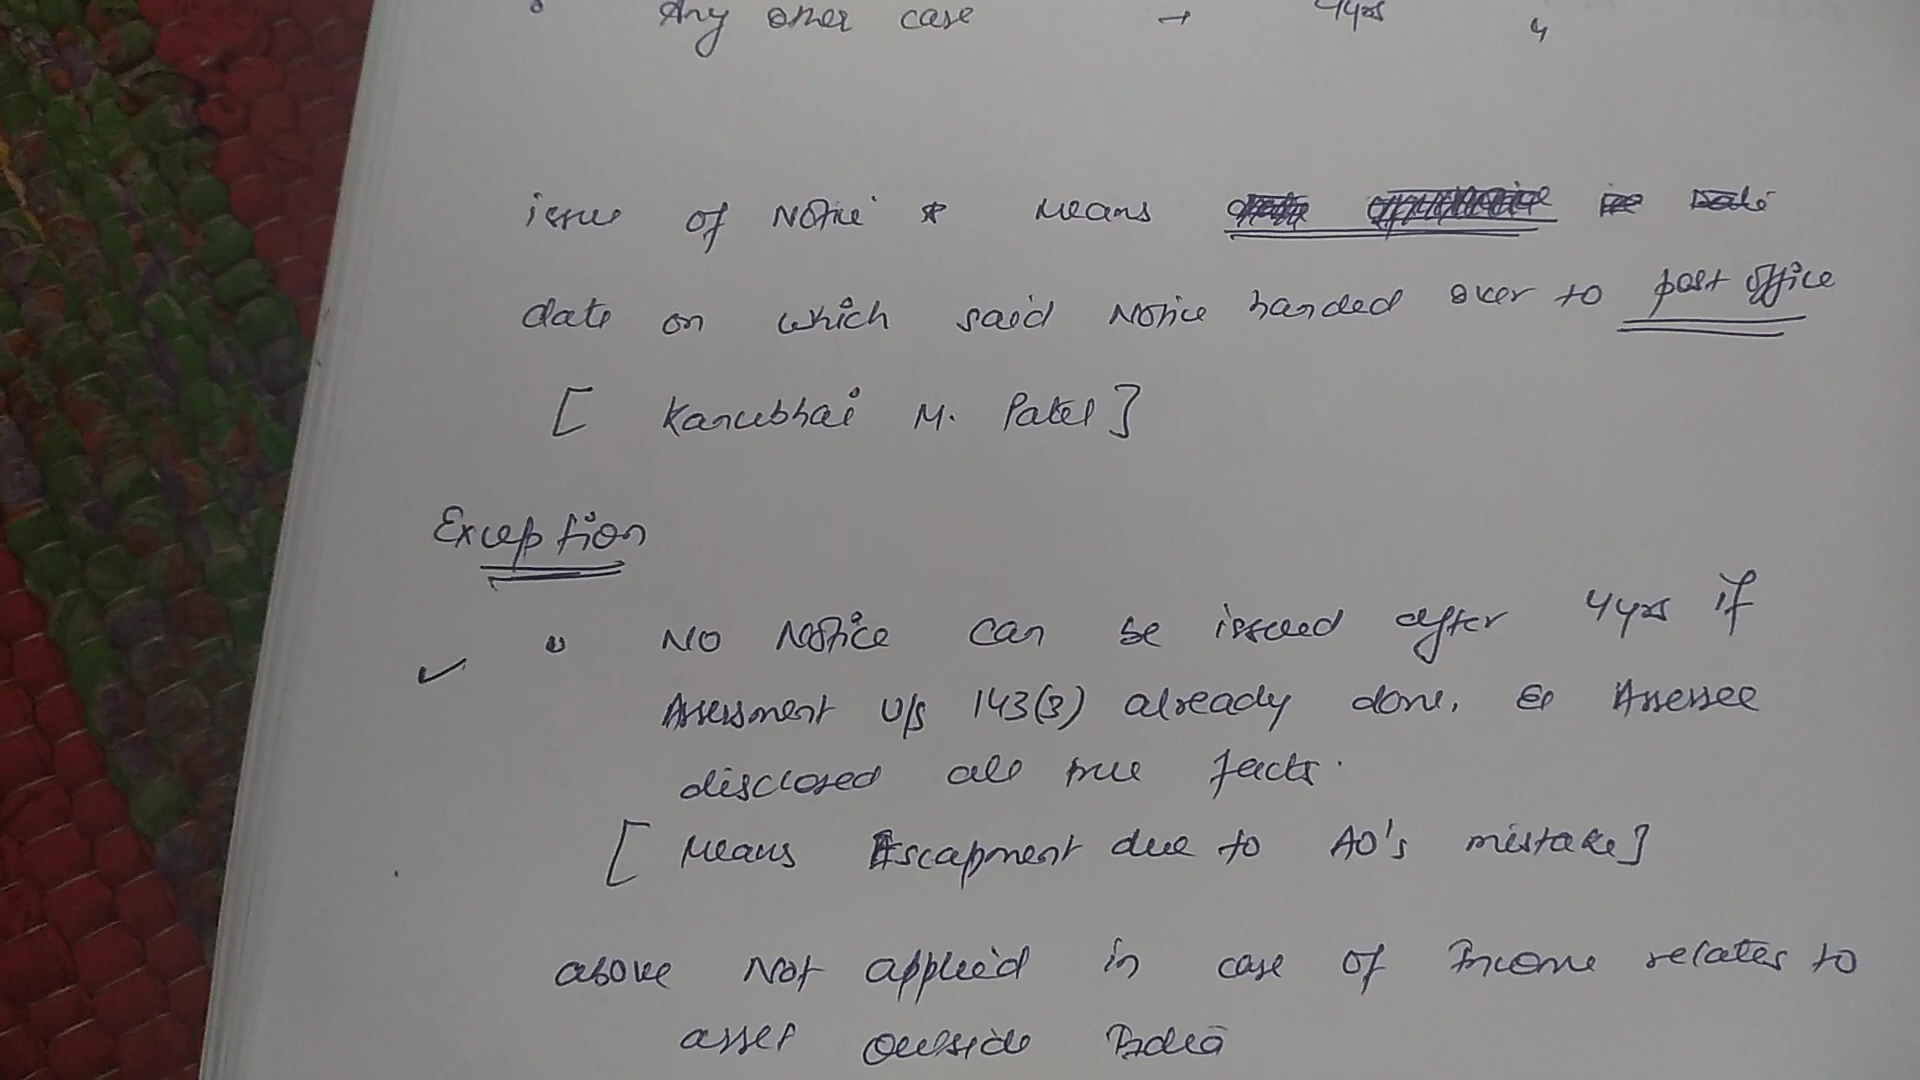 Any other case → 4yrs
issue of Notice * Means
date on which said Notice handed over to post office
[ Kanubhai M. Patel ]
Exception
No Notice can be issued after 4yrs if
✓
Assessment U/s 143(3) already done, & Assessee
disclosed all true facts.
[ Means Escapment due to AO's mistake ]
above Not applied in case of Income relates to
asset outside India